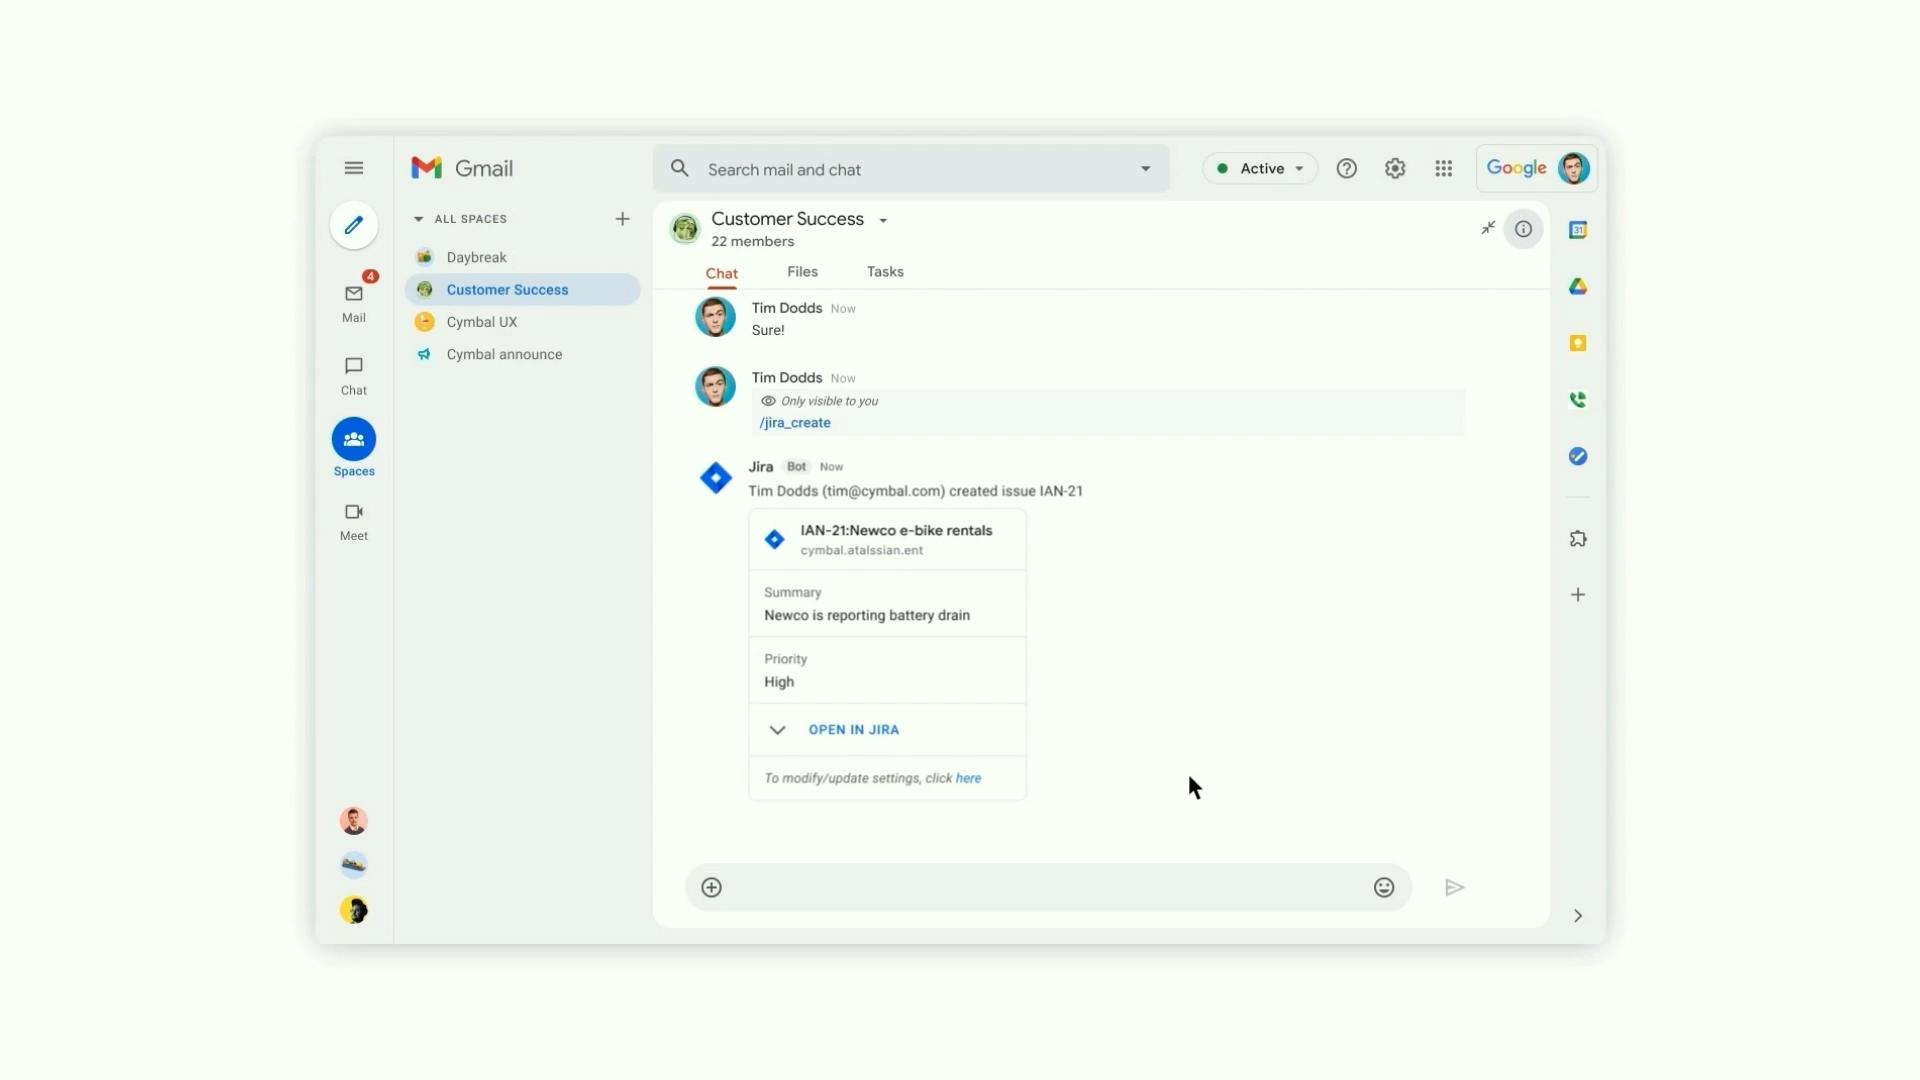 Gmail
Search mail and chat
Active
Google
ALL SPACES
Daybreak
Customer Success
Cymbal UX
Cymbal announce
4
Mail
Chat
Spaces
Meet
Customer Success
22 members
Chat Files Tasks
Tim Dodds Now
Sure!
Tim Dodds Now
Only visible to you
/jira_create
Jira Bot Now
Tim Dodds (tim@cymbal.com) created issue IAN-21
IAN-21:Newco e-bike rentals
cymbal.atalssian.ent
Summary
Newco is reporting battery drain
Priority
High
OPEN IN JIRA
To modify/update settings, click here
31